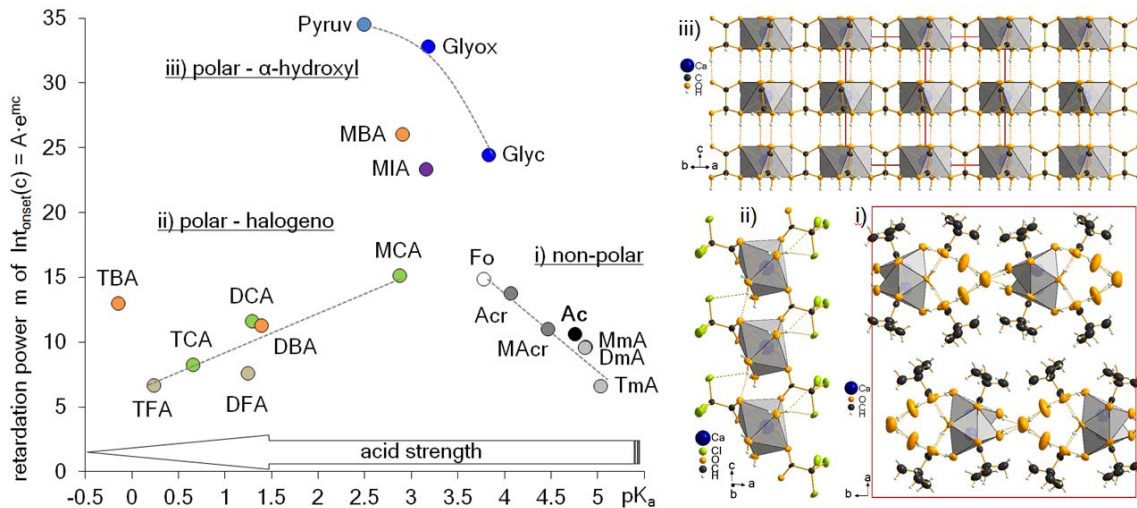 retardation power m of Int_onset(c) = A·e^mc
35
30
25
20
15
10
5
0
-0.5 0 0.5 1 1.5 2 2.5 3 3.5 4 4.5 5 pK_a
acid strength
Pyruv
Glyox
iii) polar - α-hydroxyl
MBA
MIA
Glyc
ii) polar - halogeno
MCA
Fo
i) non-polar
TBA
DCA
Acr
Ac
TCA
DBA
MAcr
MmA
DmA
TFA
DFA
TmA
iii)
Ca
C
O
H
c
b a
ii)
Ca
Cl
O
C
H
c
a
b
i)
Ca
O
C
H
a
b c